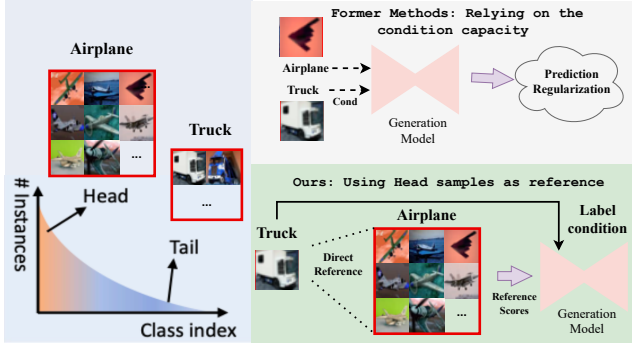 Airplane
...
Truck
...
# Instances
Head
Tail
Class index
Former Methods: Relying on the
condition capacity
Airplane
Truck
Cond
Generation
Model
Prediction
Regularization
Ours: Using Head samples as reference
Truck
Direct
Reference
Airplane
...
Reference
Scores
Label
condition
Generation
Model